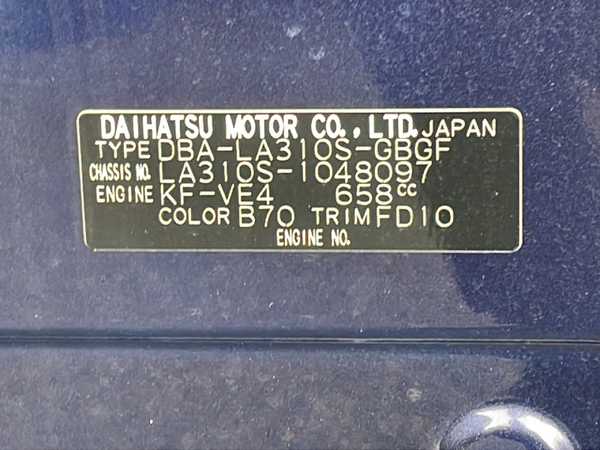 DAIHATSU MOTOR CO., LTD. JAPAN
TYPE DBA-LA310S-GBGF
CHASSIS NO. LA310S-1048097
ENGINE KF-VE4 658cc
COLOR B70 TRIM FD10
ENGINE NO.